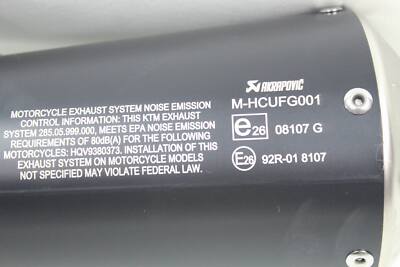 MOTORCYCLE EXHAUST SYSTEM NOISE EMISSION
CONTROL INFORMATION: THIS KTM EXHAUST
SYSTEM 285.05.999.000, MEETS EPA NOISE EMISSION
REQUIREMENTS OF 80dB(A) FOR THE FOLLOWING
MOTORCYCLES: HQV9380373. INSTALLATION OF THIS
EXHAUST SYSTEM ON MOTORCYCLE MODELS
NOT SPECIFIED MAY VIOLATE FEDERAL LAW.
AKRAPOVIČ
M-HCUFG001
e26 08107 G
E26 92R-01 8107